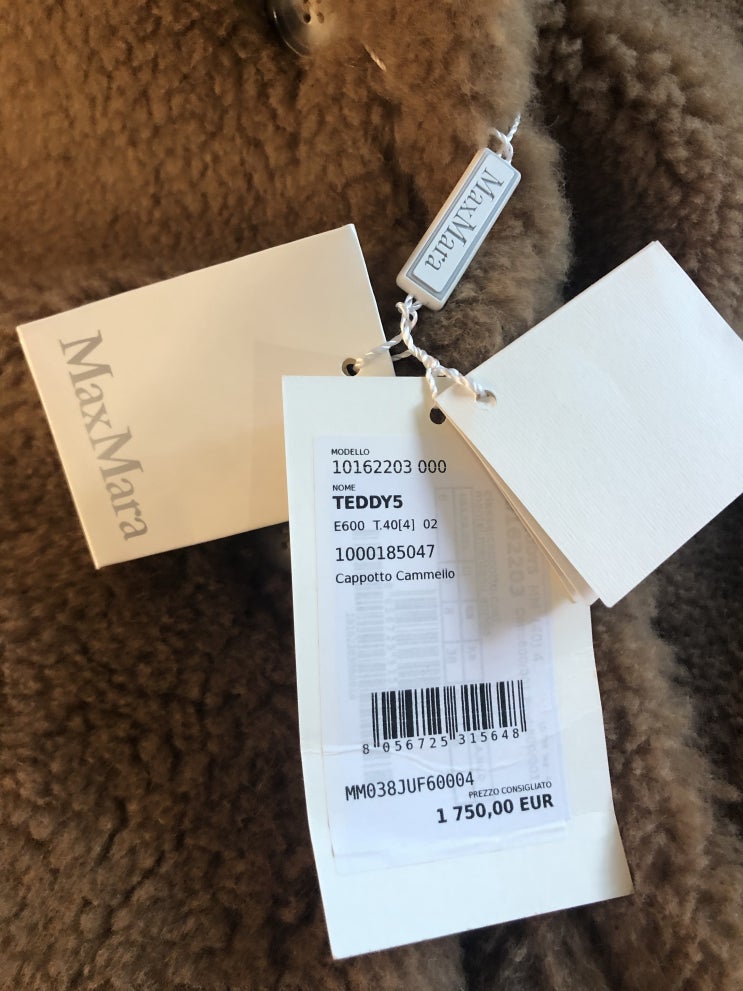 MaxMara
MaxMara
MODELLO
10162203 000
NOME
TEDDY5
E600 T.40[4] 02
1000185047
Cappotto Cammello
8 056725 315648
MM038JUF60004
PREZZO CONSIGLIATO
1 750,00 EUR